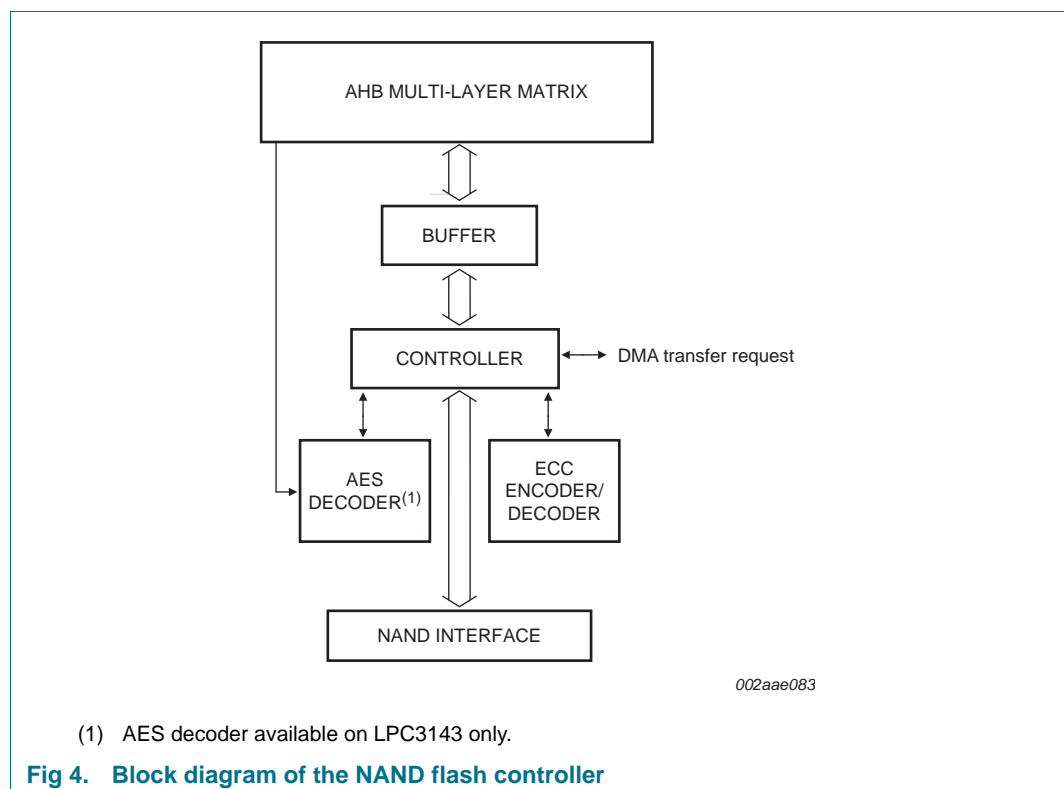 AHB MULTI-LAYER MATRIX
BUFFER
CONTROLLER
DMA transfer request
AES
DECODER(1)
ECC
ENCODER/
DECODER
NAND INTERFACE
002aae083
(1) AES decoder available on LPC3143 only.
Fig 4. Block diagram of the NAND flash controller